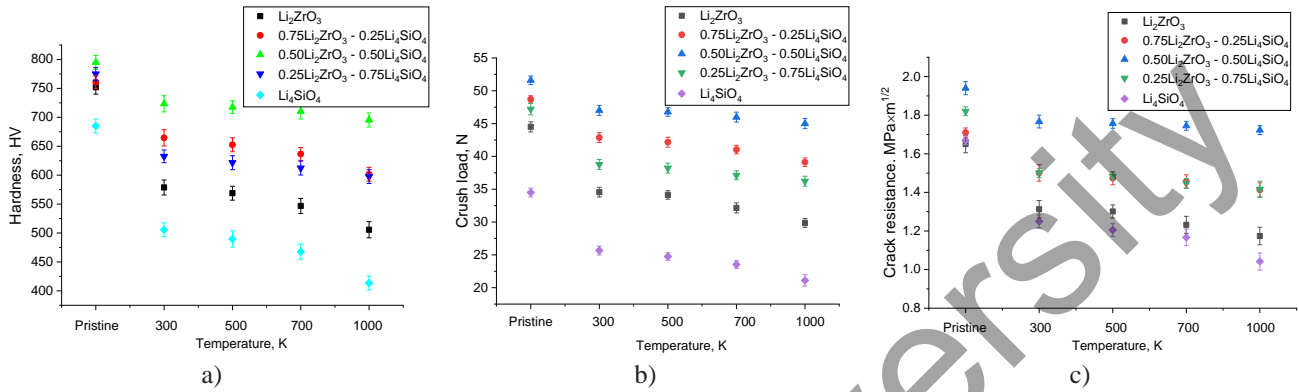 Li₂ZrO₃
0.75Li₂ZrO₃ - 0.25Li₄SiO₄
0.50Li₂ZrO₃ - 0.50Li₄SiO₄
0.25Li₂ZrO₃ - 0.75Li₄SiO₄
Li₄SiO₄
800
750
700
650
600
550
500
450
400
Hardness, HV
Pristine 300 500 700 1000
Temperature, K
a)
Li₂ZrO₃
0.75Li₂ZrO₃ - 0.25Li₄SiO₄
0.50Li₂ZrO₃ - 0.50Li₄SiO₄
0.25Li₂ZrO₃ - 0.75Li₄SiO₄
Li₄SiO₄
55
50
45
40
35
30
25
20
Crush load, N
Pristine 300 500 700 1000
Temperature, K
b)
Li₂ZrO₃
0.75Li₂ZrO₃ - 0.25Li₄SiO₄
0.50Li₂ZrO₃ - 0.50Li₄SiO₄
0.25Li₂ZrO₃ - 0.75Li₄SiO₄
Li₄SiO₄
2.0
1.8
1.6
1.4
1.2
1.0
0.8
Crack resistance. MPa×m¹ᐟ²
Pristine 300 500 700 1000
Temperature, K
c)
ersity